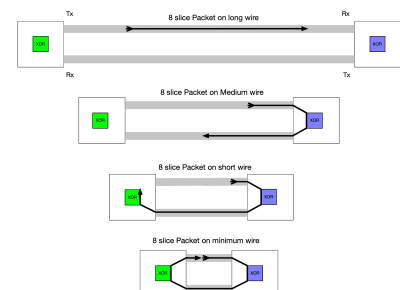 Tx
8 slice Packet on long wire
Rx
XOR
XOR
Rx
Tx
8 slice Packet on Medium wire
XOR
XOR
8 slice Packet on short wire
XOR
XOR
8 slice Packet on minimum wire
XOR
XOR